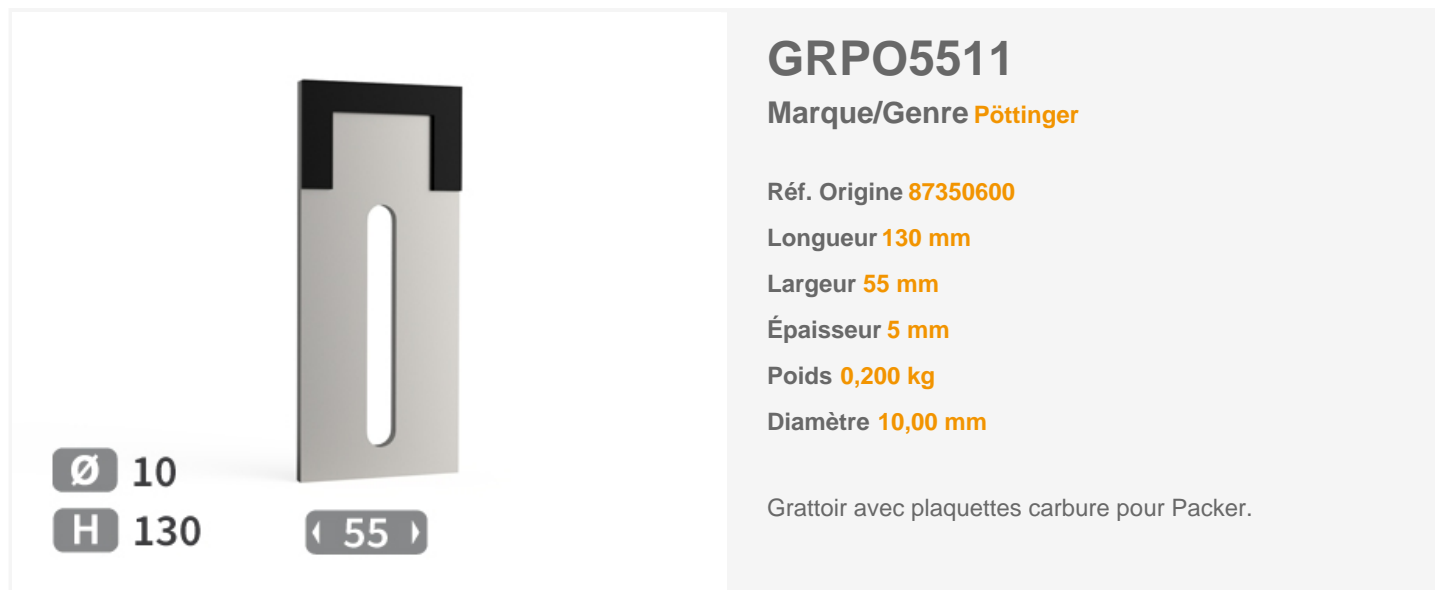 GRPO5511
Marque/Genre Pöttinger
Réf. Origine 87350600
Longueur 130 mm
Largeur 55 mm
Épaisseur 5 mm
Poids 0,200 kg
Diamètre 10,00 mm
Grattoir avec plaquettes carbure pour Packer.
Ø 10
H 130
55